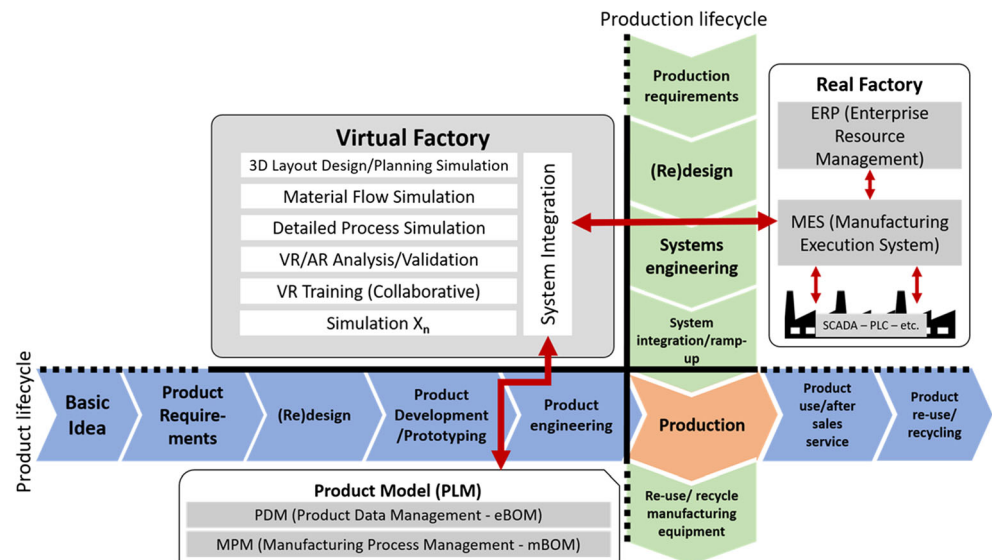 Production lifecycle
Production
requirements
(Re)design
Systems
engineering
System
integration/ramp-
up
Real Factory
ERP (Enterprise
Resource
Management)
MES (Manufacturing
Execution System)
SCADA – PLC – etc.
Virtual Factory
3D Layout Design/Planning Simulation
Material Flow Simulation
Detailed Process Simulation
VR/AR Analysis/Validation
VR Training (Collaborative)
Simulation Xn
System Integration
Product lifecycle
Basic
Idea
Product
Require-
ments
(Re)design
Product
Development
/Prototyping
Product
engineering
Production
Product
use/after
sales
service
Product
re-use/
recycling
Re-use/ recycle
manufacturing
equipment
Product Model (PLM)
PDM (Product Data Management - eBOM)
MPM (Manufacturing Process Management - mBOM)